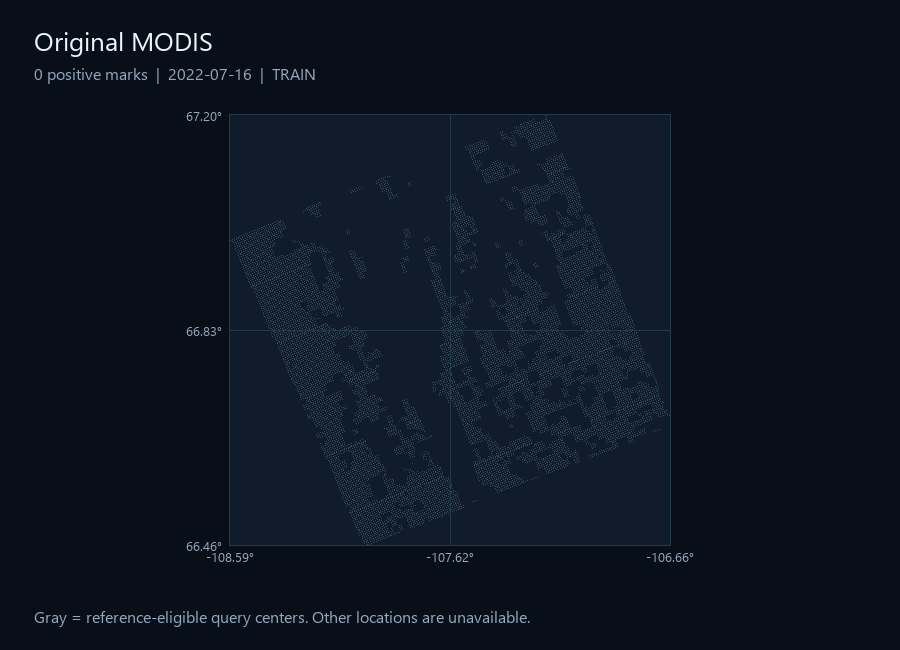 Original MODIS
0 positive marks | 2022-07-16 | TRAIN
67.20°
66.83°
66.46°
-108.59°
-107.62°
-106.66°
Gray = reference-eligible query centers. Other locations are unavailable.